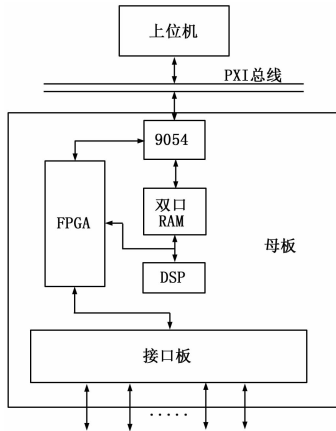 上位机
PXI总线
9054
FPGA
双口
RAM
母板
DSP
接口板
·····